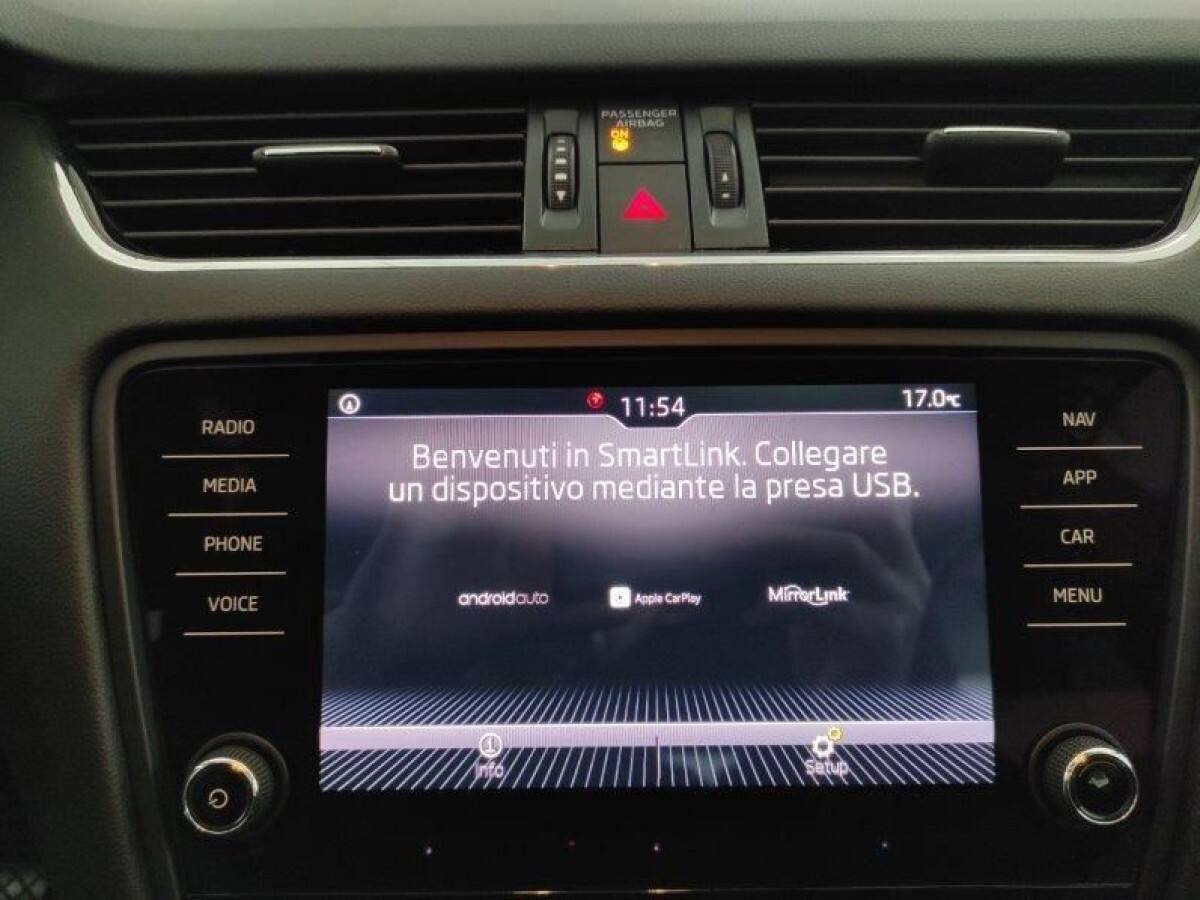 PASSENGER
AIRBAG
ON
11:54
17.0°C
RADIO
MEDIA
PHONE
VOICE
Benvenuti in SmartLink. Collegare
un dispositivo mediante la presa USB.
androidauto
Apple CarPlay
MirrorLink
Info
Setup
NAV
APP
CAR
MENU